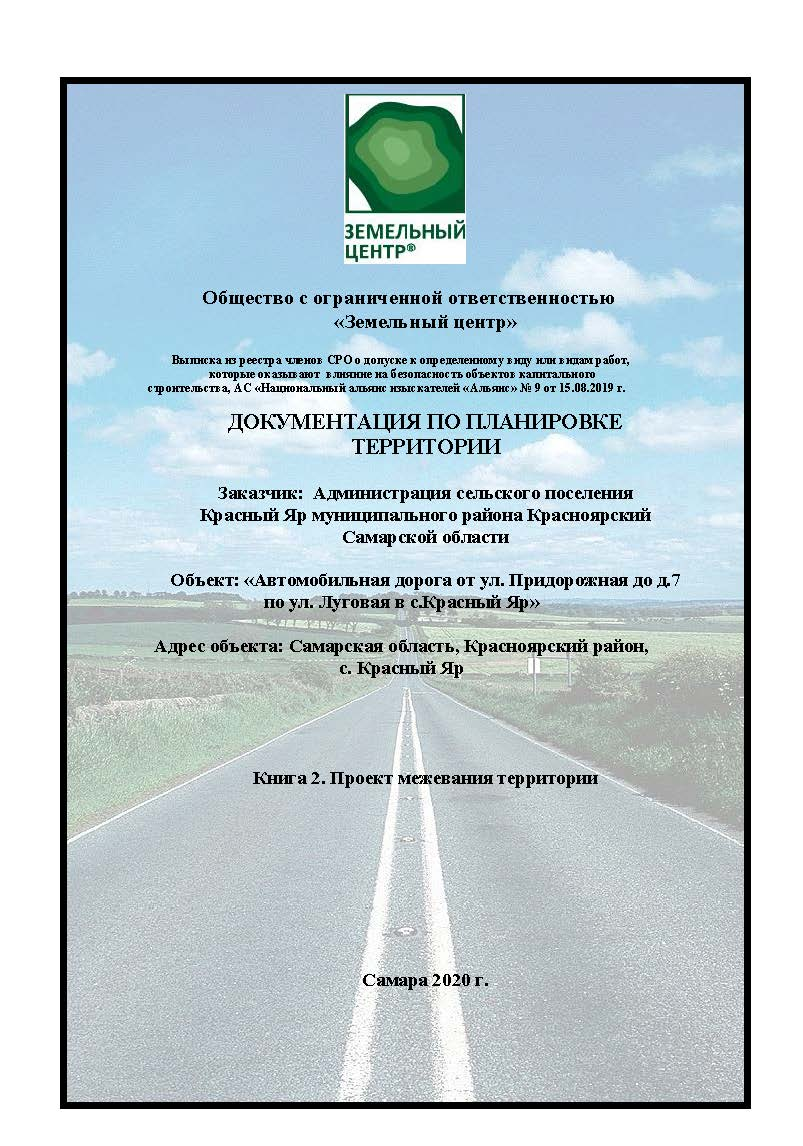 ЗЕМЕЛЬНЫЙ
ЦЕНТР®
Общество с ограниченной ответственностью
«Земельный центр»
Выписка из реестра членов СРО о допуске к определенному виду или видам работ,
которые оказывают влияние на безопасность объектов капитального
строительства, АС «Национальный альянс изыскателей «Альянс» № 9 от 15.08.2019 г.
ДОКУМЕНТАЦИЯ ПО ПЛАНИРОВКЕ
ТЕРРИТОРИИ
Заказчик: Администрация сельского поселения
Красный Яр муниципального района Красноярский
Самарской области
Объект: «Автомобильная дорога от ул. Придорожная до д.7
по ул. Луговая в с.Красный Яр»
Адрес объекта: Самарская область, Красноярский район,
с. Красный Яр
Книга 2. Проект межевания территории
Самара 2020 г.